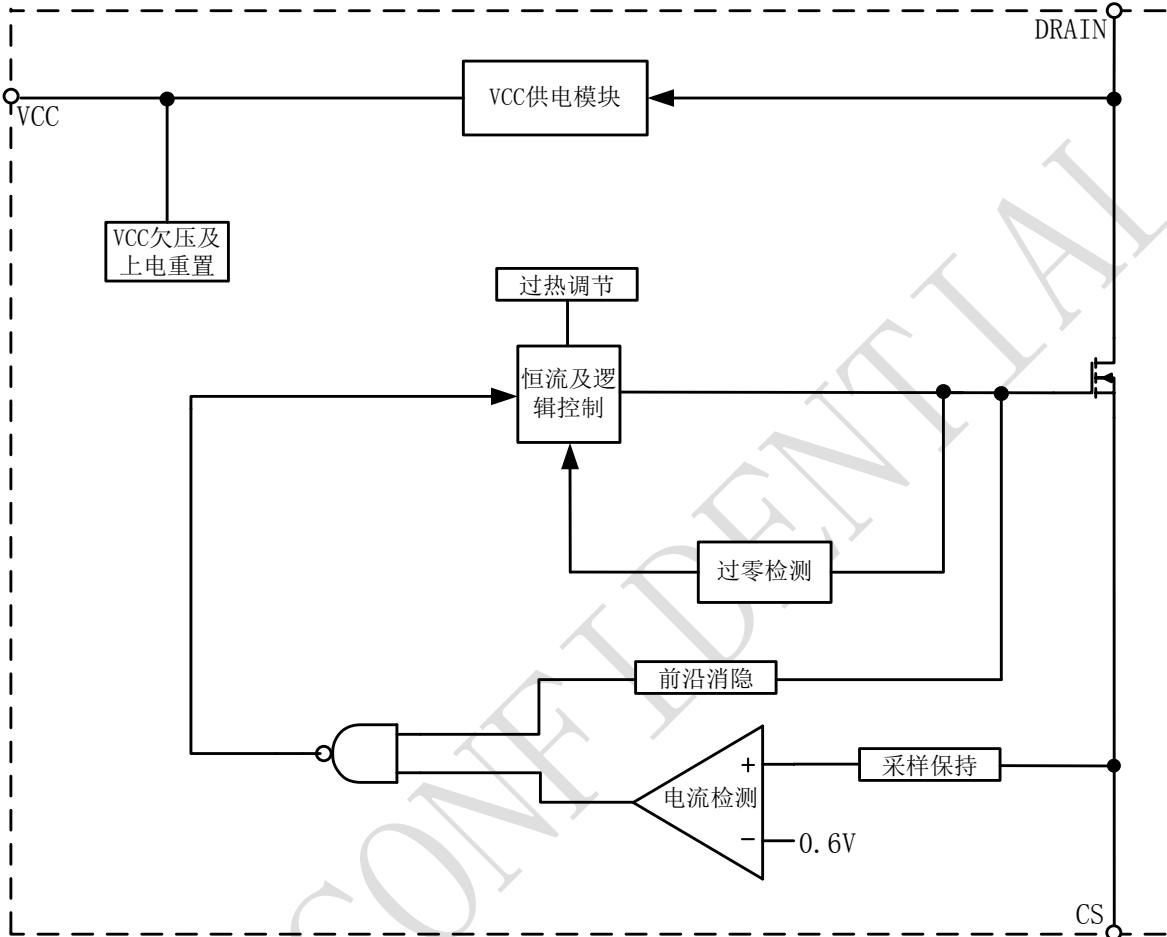 DRAIN
VCC供电模块
VCC
VCC欠压及
上电重置
过热调节
恒流及逻
辑控制
过零检测
前沿消隐
+
采样保持
电流检测
−
0.6V
CS
CONFIDENTIAL